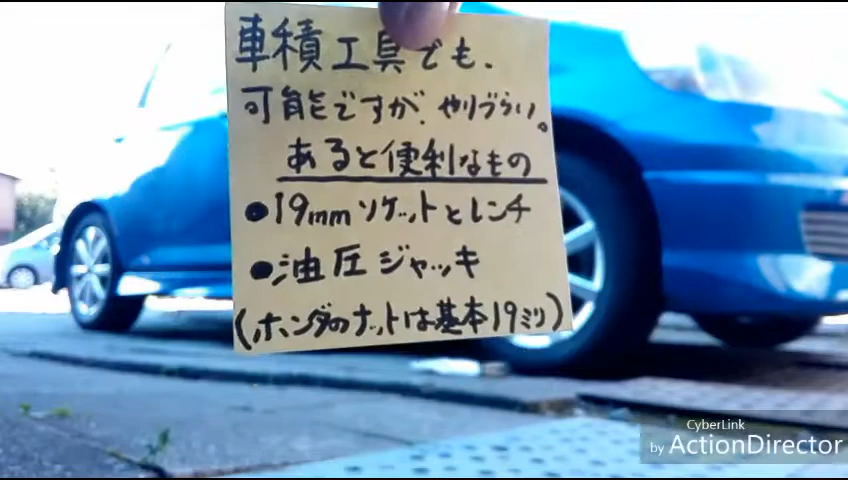 車積工具でも、
可能ですが、やりづらい。
あると便利なもの
●19mmソケットとレンチ
●油圧ジャッキ
(ホンダのナットは基本19ミリ)
CyberLink
by ActionDirector